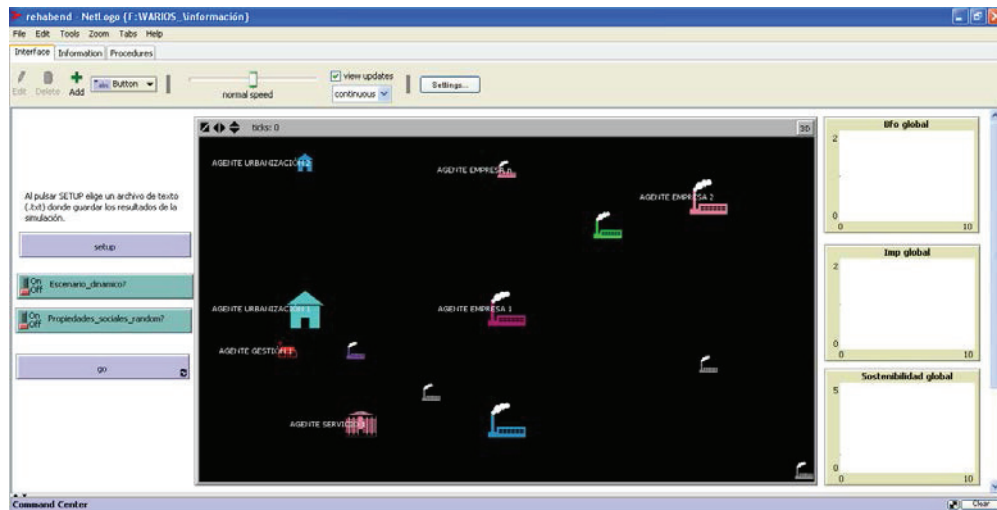 rehabend - NetLogo {F:\VARIOS_\información}
File Edit Tools Zoom Tabs Help
Interface Information Procedures
Edit Delete Add Button normal speed view updates continuous Settings...
ticks: 0 3D
Al pulsar SETUP elige un archivo de texto
(.txt) donde guardar los resultados de la
simulación.
setup
On Off Escenario_dinamico?
On Off Propiedades_sociales_random?
go
AGENTE URBANIZACIÓN 2
AGENTE EMPRESA n
AGENTE EMPRESA 2
AGENTE URBANIZACIÓN 1
AGENTE EMPRESA 1
AGENTE GESTIÓN 1
AGENTE SERVICIO 1
Bfo global
2
0
0 10
Imp global
2
0
0 10
Sostenibilidad global
5
0
0 10
Command Center Clear